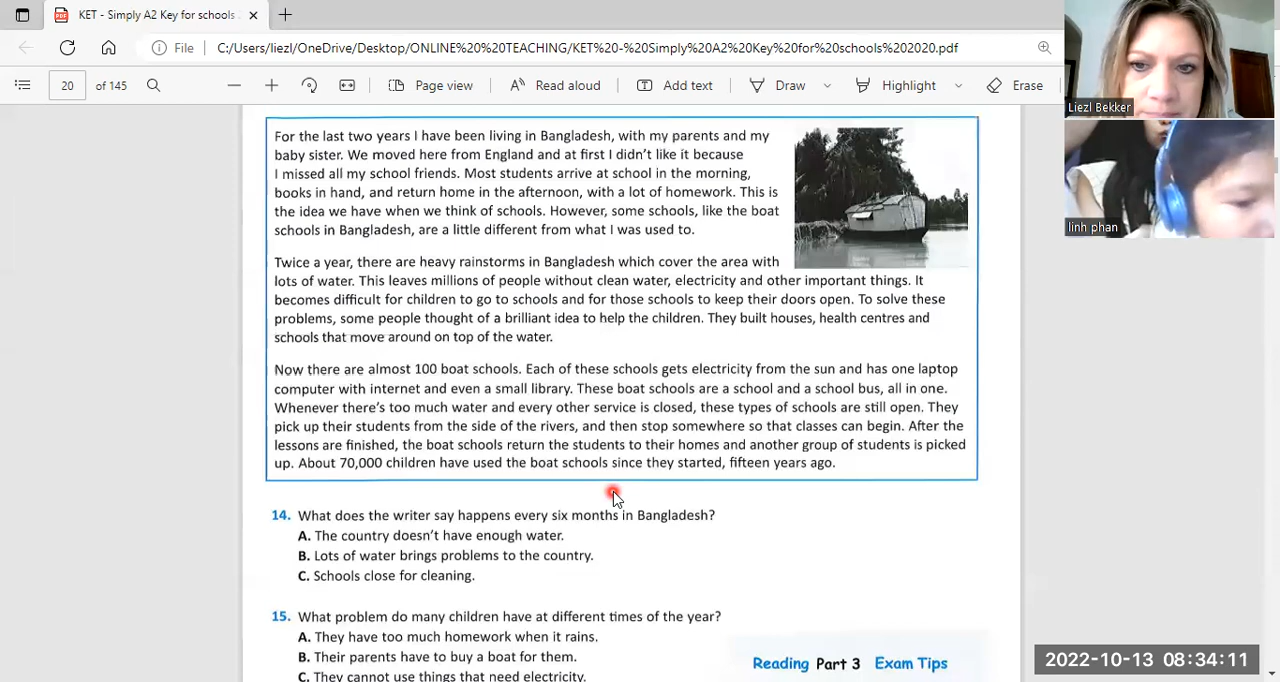 KET - Simply A2 Key for schools
File
C:/Users/liezl/OneDrive/Desktop/ONLINE%20%20TEACHING/KET%20-%20Simply%20A2%20Key%20for%20schools%202020.pdf
20 of 145
Page view
Read aloud
Add text
Draw
Highlight
Erase
Liezl Bekker
linh phan
For the last two years I have been living in Bangladesh, with my parents and my
baby sister. We moved here from England and at first I didn't like it because
I missed all my school friends. Most students arrive at school in the morning,
books in hand, and return home in the afternoon, with a lot of homework. This is
the idea we have when we think of schools. However, some schools, like the boat
schools in Bangladesh, are a little different from what I was used to.
Twice a year, there are heavy rainstorms in Bangladesh which cover the area with
lots of water. This leaves millions of people without clean water, electricity and other important things. It
becomes difficult for children to go to schools and for those schools to keep their doors open. To solve these
problems, some people thought of a brilliant idea to help the children. They built houses, health centres and
schools that move around on top of the water.
Now there are almost 100 boat schools. Each of these schools gets electricity from the sun and has one laptop
computer with internet and even a small library. These boat schools are a school and a school bus, all in one.
Whenever there's too much water and every other service is closed, these types of schools are still open. They
pick up their students from the side of the rivers, and then stop somewhere so that classes can begin. After the
lessons are finished, the boat schools return the students to their homes and another group of students is picked
up. About 70,000 children have used the boat schools since they started, fifteen years ago.
14. What does the writer say happens every six months in Bangladesh?
A. The country doesn't have enough water.
B. Lots of water brings problems to the country.
C. Schools close for cleaning.
15. What problem do many children have at different times of the year?
A. They have too much homework when it rains.
B. Their parents have to buy a boat for them.
C. They cannot use things that need electricity.
Reading Part 3 Exam Tips
2022-10-13 08:34:11